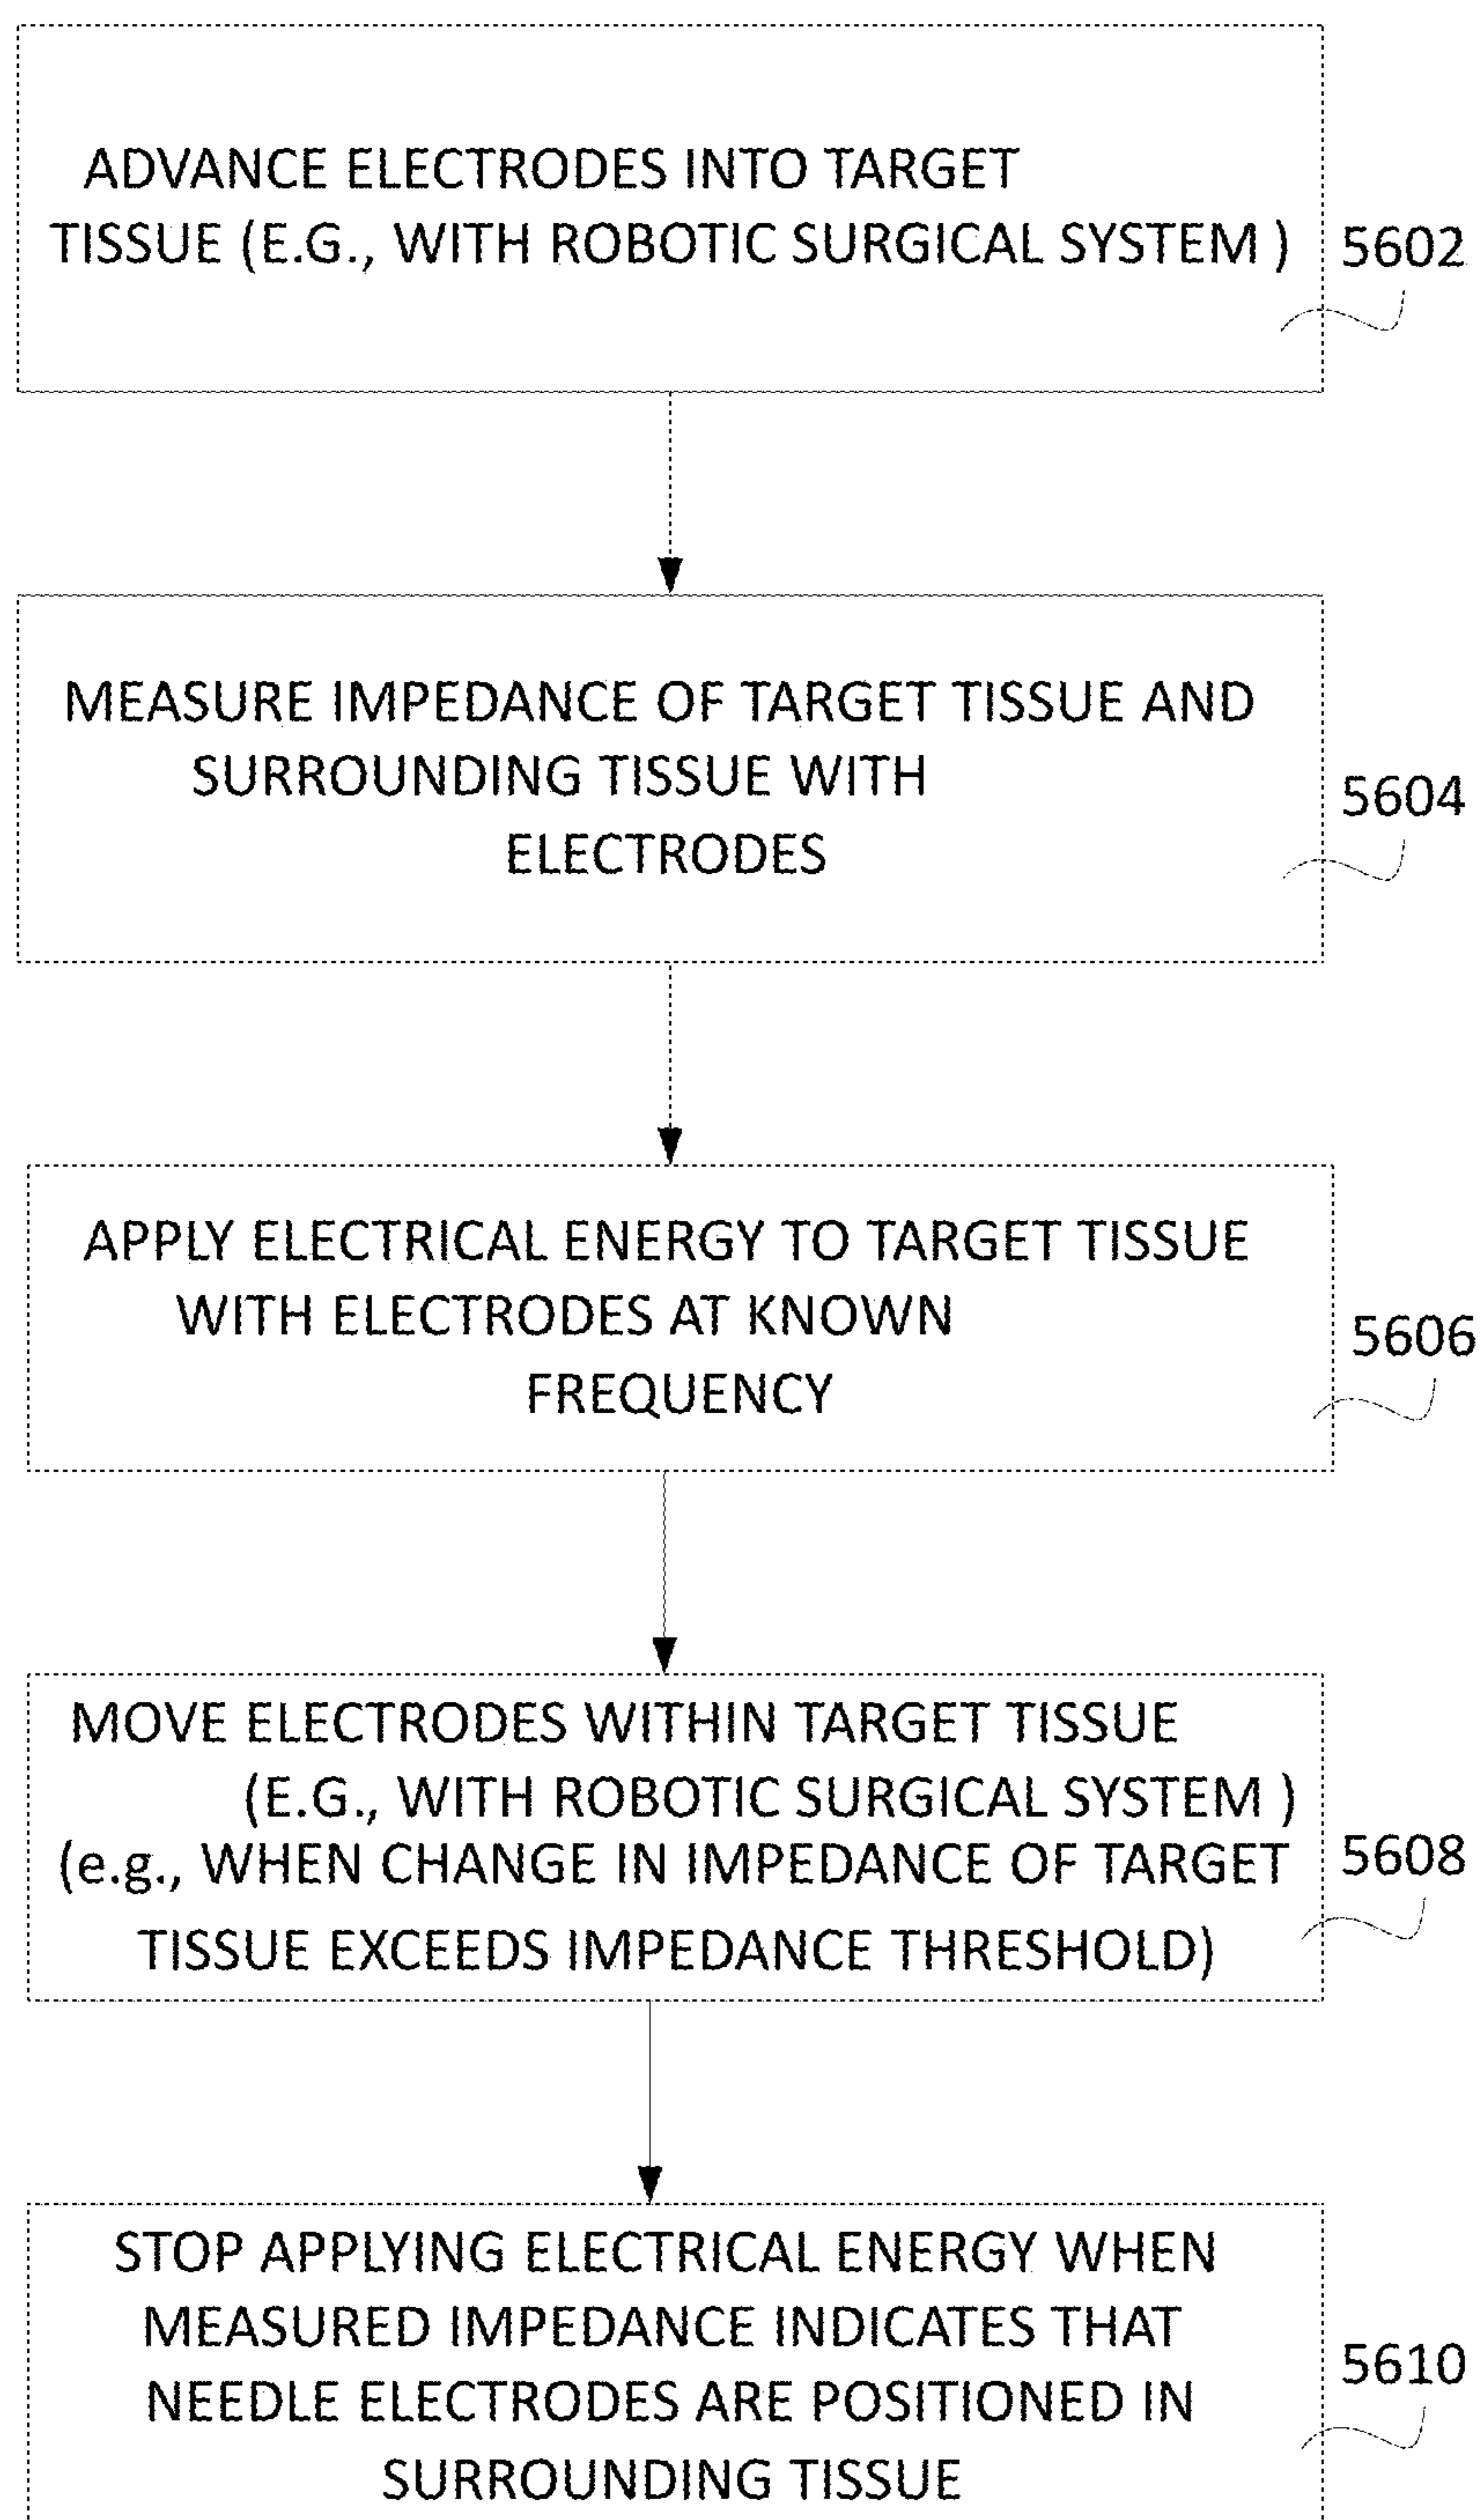 ADVANCE ELECTRODES INTO TARGET
TISSUE (E.G., WITH ROBOTIC SURGICAL SYSTEM )
5602
MEASURE IMPEDANCE OF TARGET TISSUE AND
SURROUNDING TISSUE WITH
ELECTRODES
5604
APPLY ELECTRICAL ENERGY TO TARGET TISSUE
WITH ELECTRODES AT KNOWN
FREQUENCY
5606
MOVE ELECTRODES WITHIN TARGET TISSUE
(E.G., WITH ROBOTIC SURGICAL SYSTEM )
(e.g., WHEN CHANGE IN IMPEDANCE OF TARGET
TISSUE EXCEEDS IMPEDANCE THRESHOLD)
5608
STOP APPLYING ELECTRICAL ENERGY WHEN
MEASURED IMPEDANCE INDICATES THAT
NEEDLE ELECTRODES ARE POSITIONED IN
SURROUNDING TISSUE
5610